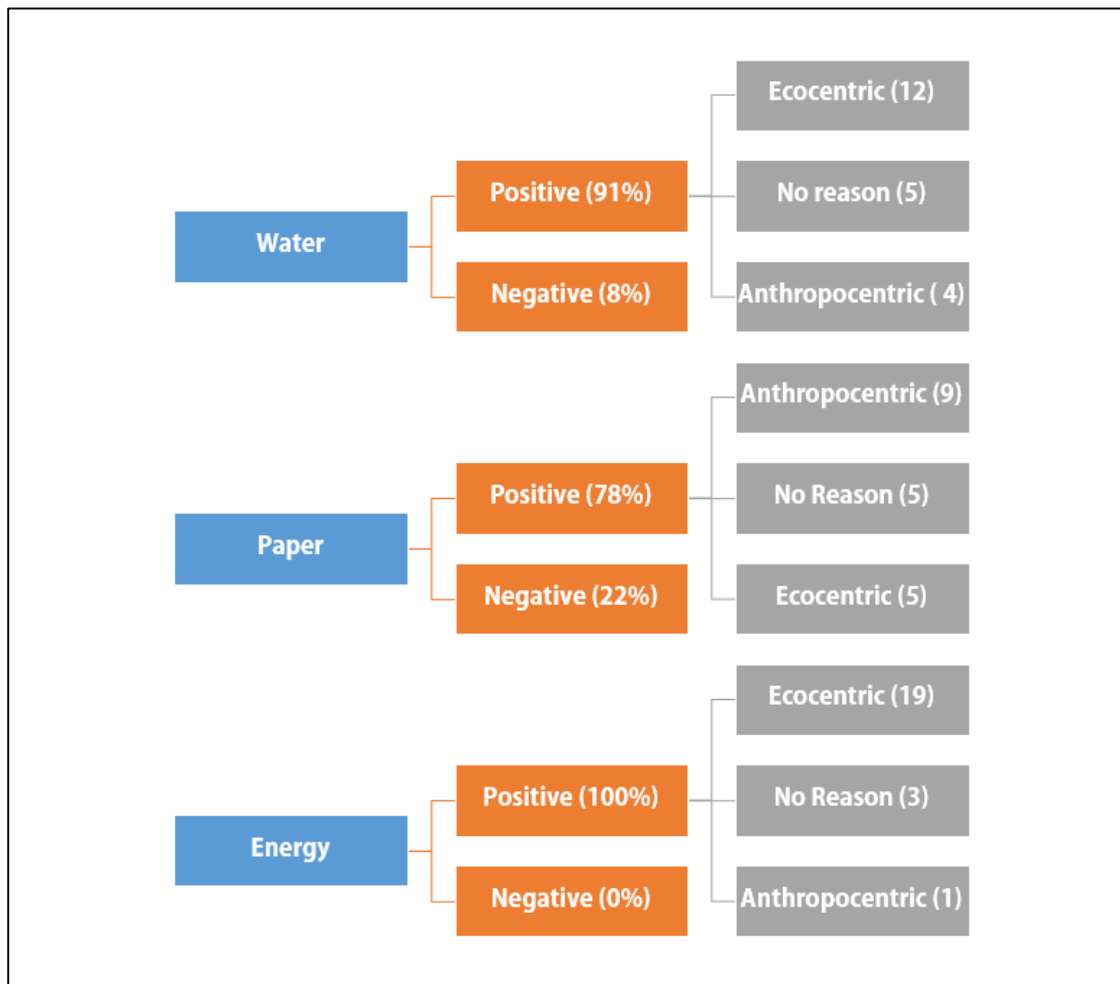 Water
Positive (91%)
Negative (8%)
Ecocentric (12)
No reason (5)
Anthropocentric ( 4)
Paper
Positive (78%)
Negative (22%)
Anthropocentric (9)
No Reason (5)
Ecocentric (5)
Energy
Positive (100%)
Negative (0%)
Ecocentric (19)
No Reason (3)
Anthropocentric (1)